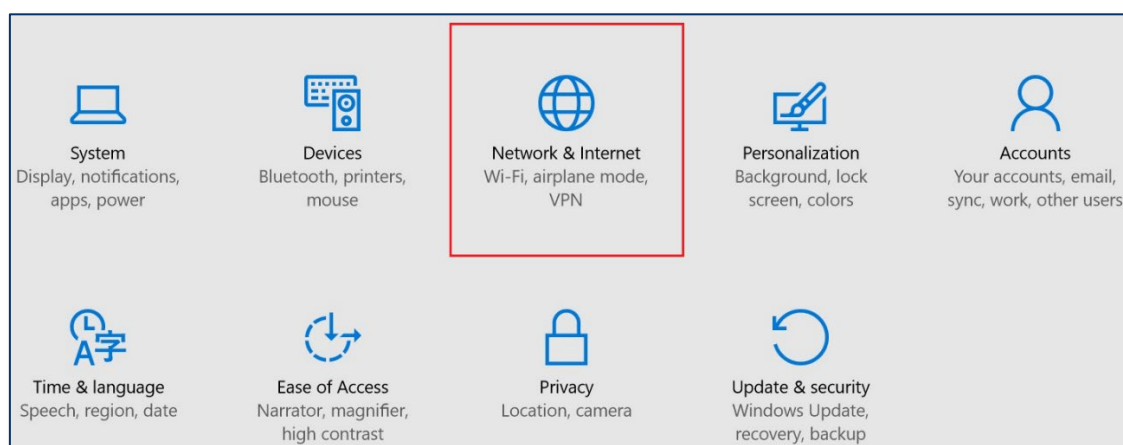 System
Display, notifications,
apps, power
Devices
Bluetooth, printers,
mouse
Network & Internet
Wi-Fi, airplane mode,
VPN
Personalization
Background, lock
screen, colors
Accounts
Your accounts, email,
sync, work, other users
A字
Time & language
Speech, region, date
Ease of Access
Narrator, magnifier,
high contrast
Privacy
Location, camera
Update & security
Windows Update,
recovery, backup